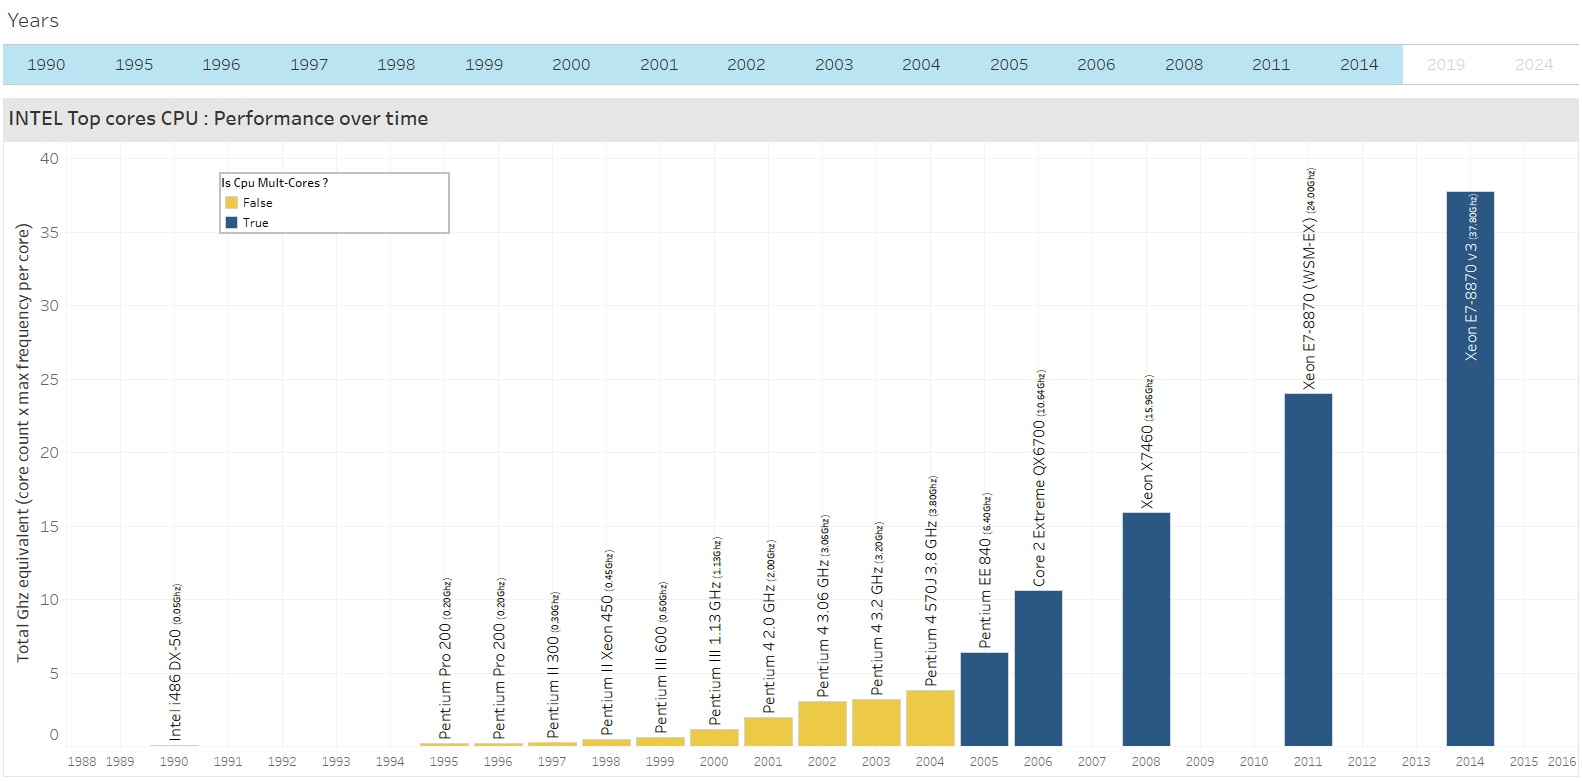 Years
1990 1995 1996 1997 1998 1999 2000 2001 2002 2003 2004 2005 2006 2008 2011 2014 2019 2024
INTEL Top cores CPU : Performance over time
Total Ghz equivalent (core count x max frequency per core)
40
35
30
25
20
15
10
5
0
Is Cpu Mult-Cores ?
False
True
Intel i486 DX-50 (0.05Ghz)
Pentium Pro 200 (0.20Ghz)
Pentium Pro 200 (0.20Ghz)
Pentium II 300 (0.30Ghz)
Pentium II Xeon 450 (0.45Ghz)
Pentium III 600 (0.60Ghz)
Pentium III 1.13 GHz (1.13Ghz)
Pentium 4 2.0 GHz (2.00Ghz)
Pentium 4 3.06 GHz (3.06Ghz)
Pentium 4 3.2 GHz (3.20Ghz)
Pentium 4 570J 3.8 GHz (3.80Ghz)
Pentium EE 840 (6.40Ghz)
Core 2 Extreme QX6700 (10.64Ghz)
Xeon X7460 (15.96Ghz)
Xeon E7-8870 (WSM-EX) (24.00Ghz)
Xeon E7-8870 v3 (37.80Ghz)
1988 1989 1990 1991 1992 1993 1994 1995 1996 1997 1998 1999 2000 2001 2002 2003 2004 2005 2006 2007 2008 2009 2010 2011 2012 2013 2014 2015 2016